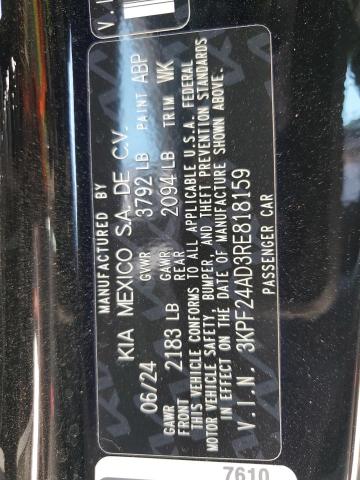 MANUFACTURED BY
KIA MEXICO S.A. DE C.V.
06/24 GVWR 3792 LB PAINT ABP
GAWR FRONT 2183 LB GAWR REAR 2094 LB TRIM WK
THIS VEHICLE CONFORMS TO ALL APPLICABLE U.S.A. FEDERAL
MOTOR VEHICLE SAFETY, BUMPER, AND THEFT PREVENTION STANDARDS
IN EFFECT ON THE DATE OF MANUFACTURE SHOWN ABOVE.
V.I.N. 3KPF24AD3RE818159
PASSENGER CAR
7610
V. I